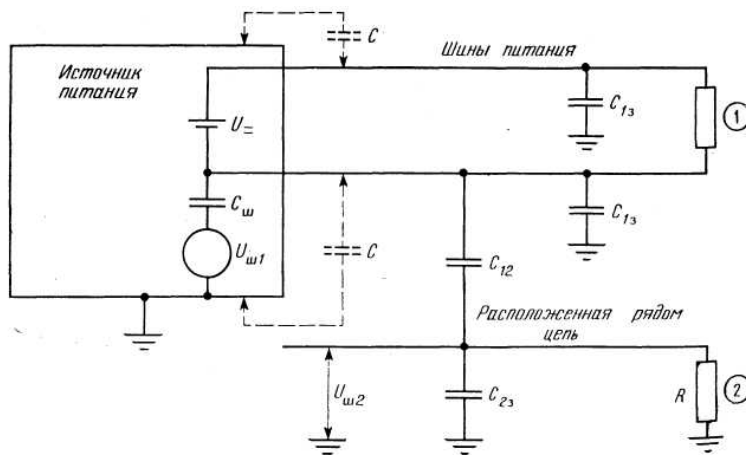 C
Шины питания
Источник
питания
U=
C1з
1
Cш
Uш1
C
C1з
C12
Расположенная рядом
цепь
Uш2
C2з
R
2